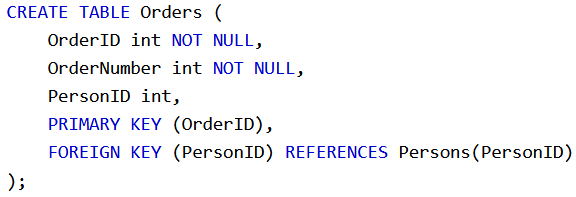 CREATE TABLE Orders (
    OrderID int NOT NULL,
    OrderNumber int NOT NULL,
    PersonID int,
    PRIMARY KEY (OrderID),
    FOREIGN KEY (PersonID) REFERENCES Persons(PersonID)
);